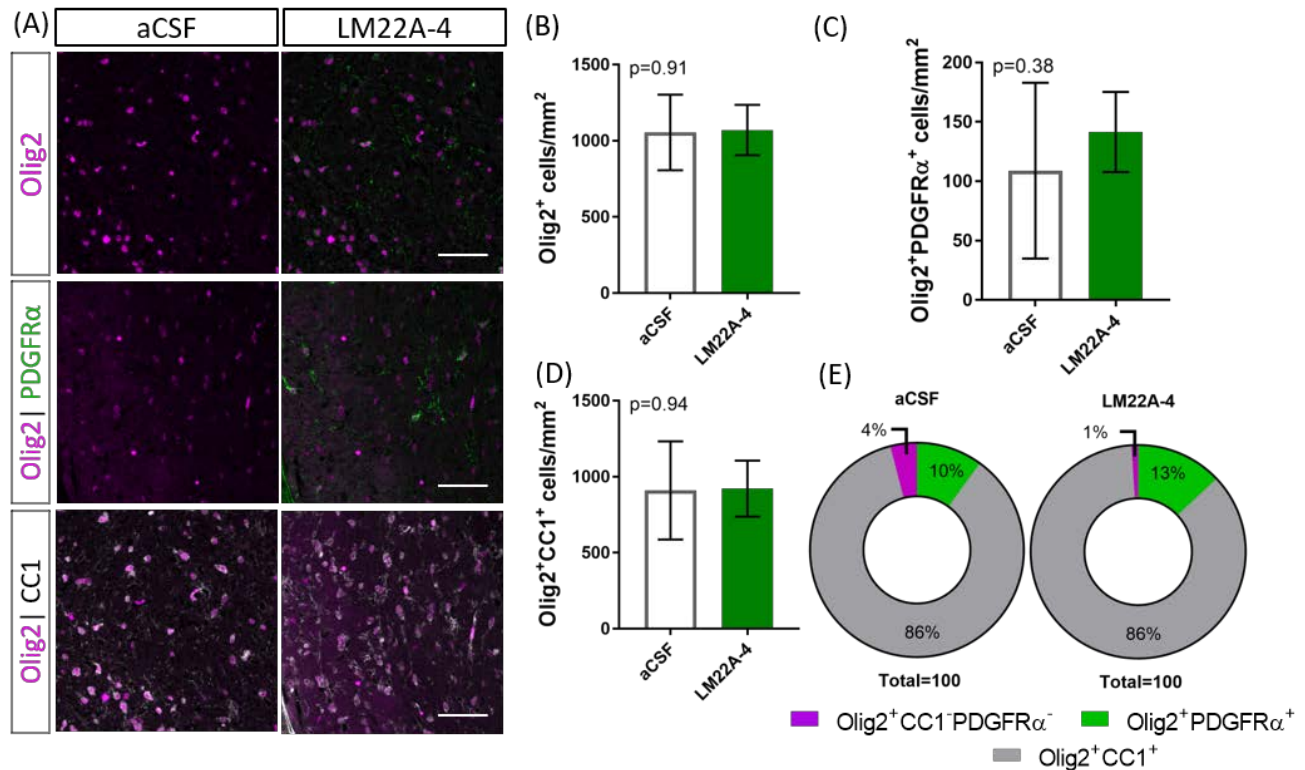 (A)
aCSF
LM22A-4
Olig2
Olig2 | PDGFRα
Olig2 | CC1
(B)
p=0.91
Olig2⁺ cells/mm²
1500
1000
500
0
aCSF
LM22A-4
(C)
p=0.38
Olig2⁺PDGFRα⁺ cells/mm²
200
150
100
50
0
aCSF
LM22A-4
(D)
p=0.94
Olig2⁺CC1⁺ cells/mm²
1500
1000
500
0
aCSF
LM22A-4
(E)
aCSF
4%
10%
86%
Total=100
LM22A-4
1%
13%
86%
Total=100
Olig2⁺CC1⁻PDGFRα⁻
Olig2⁺PDGFRα⁺
Olig2⁺CC1⁺